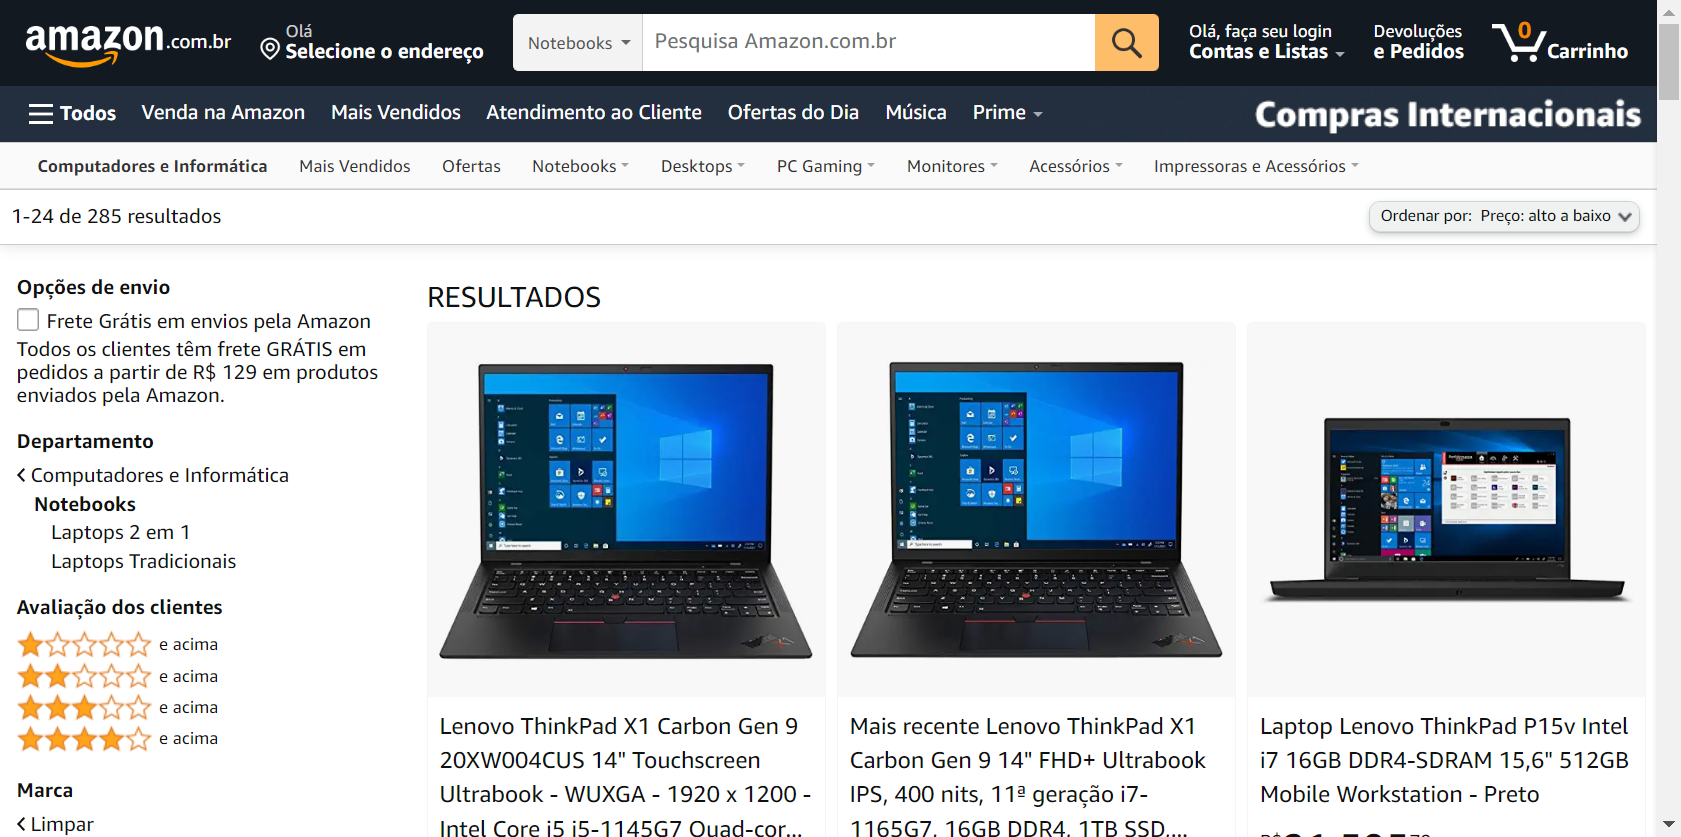 amazon.com.br
Olá
Selecione o endereço
Notebooks
Pesquisa Amazon.com.br
Olá, faça seu login
Contas e Listas
Devoluções
e Pedidos
0
Carrinho
Todos
Venda na Amazon
Mais Vendidos
Atendimento ao Cliente
Ofertas do Dia
Música
Prime
Compras Internacionais
Computadores e Informática
Mais Vendidos
Ofertas
Notebooks
Desktops
PC Gaming
Monitores
Acessórios
Impressoras e Acessórios
1-24 de 285 resultados
Ordenar por: Preço: alto a baixo
Opções de envio
Frete Grátis em envios pela Amazon
Todos os clientes têm frete GRÁTIS em
pedidos a partir de R$ 129 em produtos
enviados pela Amazon.
Departamento
Computadores e Informática
Notebooks
Laptops 2 em 1
Laptops Tradicionais
Avaliação dos clientes
e acima
e acima
e acima
e acima
Marca
Limpar
RESULTADOS
Lenovo ThinkPad X1 Carbon Gen 9
20XW004CUS 14" Touchscreen
Ultrabook - WUXGA - 1920 x 1200 -
Intel Core i5 i5-1145G7 Quad-cor...
Mais recente Lenovo ThinkPad X1
Carbon Gen 9 14" FHD+ Ultrabook
IPS, 400 nits, 11ª geração i7-
1165G7, 16GB DDR4, 1TB SSD,...
Laptop Lenovo ThinkPad P15v Intel
i7 16GB DDR4-SDRAM 15,6" 512GB
Mobile Workstation - Preto